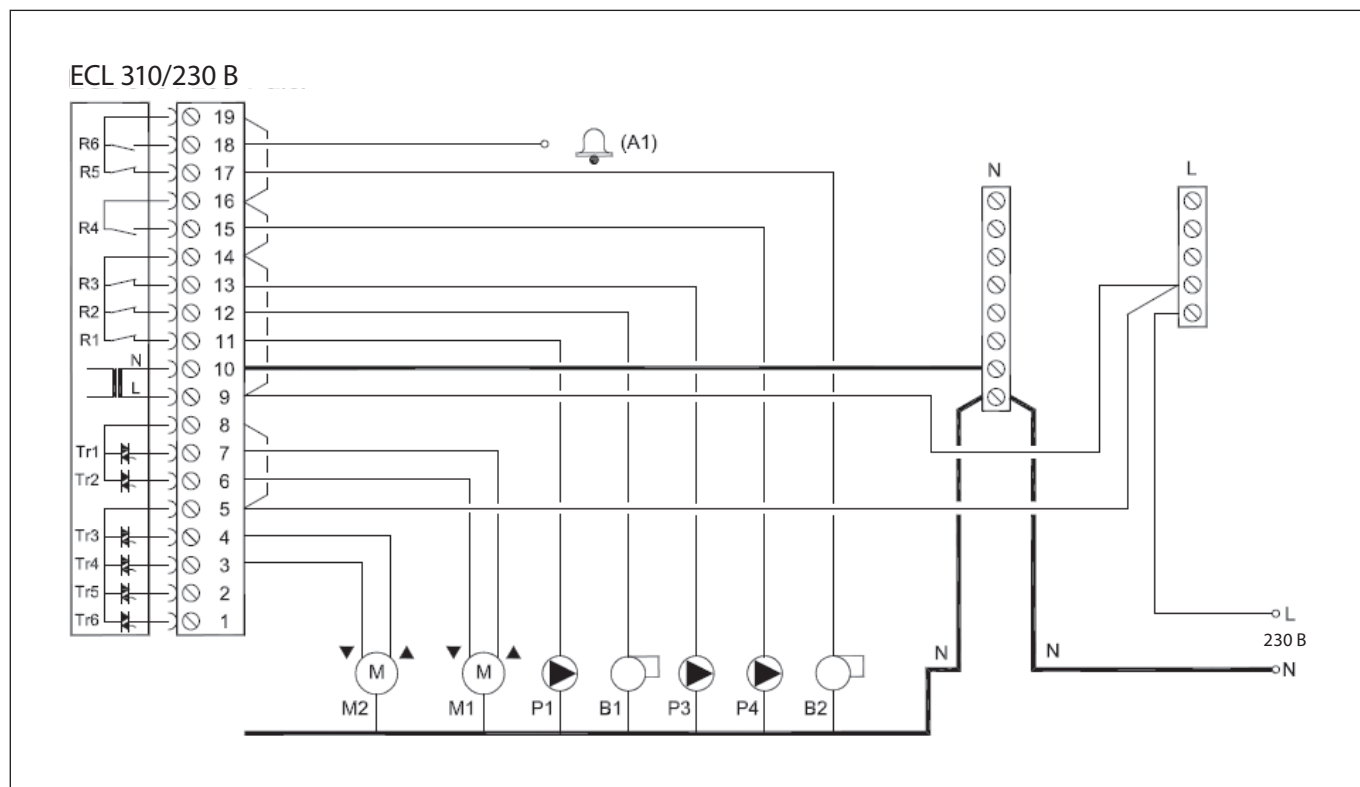 ECL 310/230 B
19
R6 18 (A1)
R5 17
16
R4 15
14
R3 13
R2 12
R1 11
N 10
L 9
8
Tr1 7
Tr2 6
5
Tr3 4
Tr4 3
Tr5 2
Tr6 1
N L
L
230 B
N N N
M M
M2 M1 P1 B1 P3 P4 B2